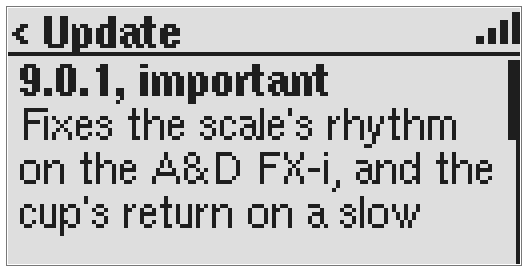 < Update
9.0.1, important
Fixes the scale's rhythm
on the A&D FX-i, and the
cup's return on a slow